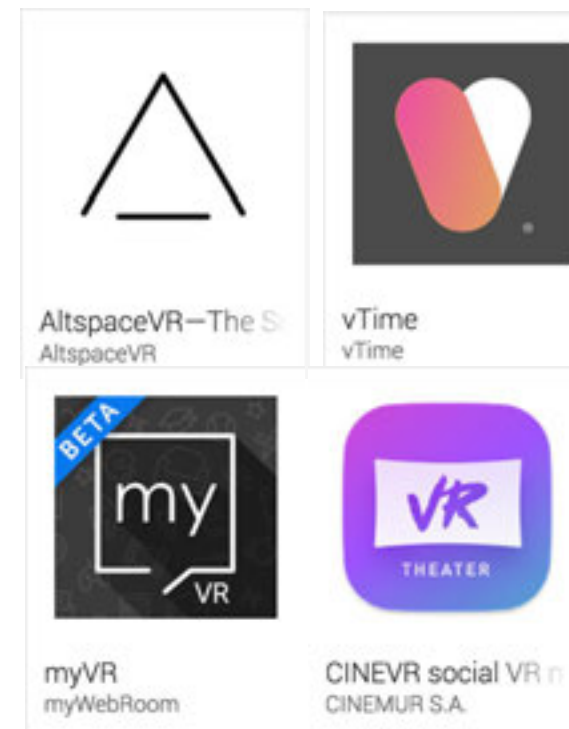 AltspaceVR—The S
AltspaceVR
vTime
vTime
BETA
my
VR
myVR
myWebRoom
VR
THEATER
CINEVR social VR
CINEMUR S.A.